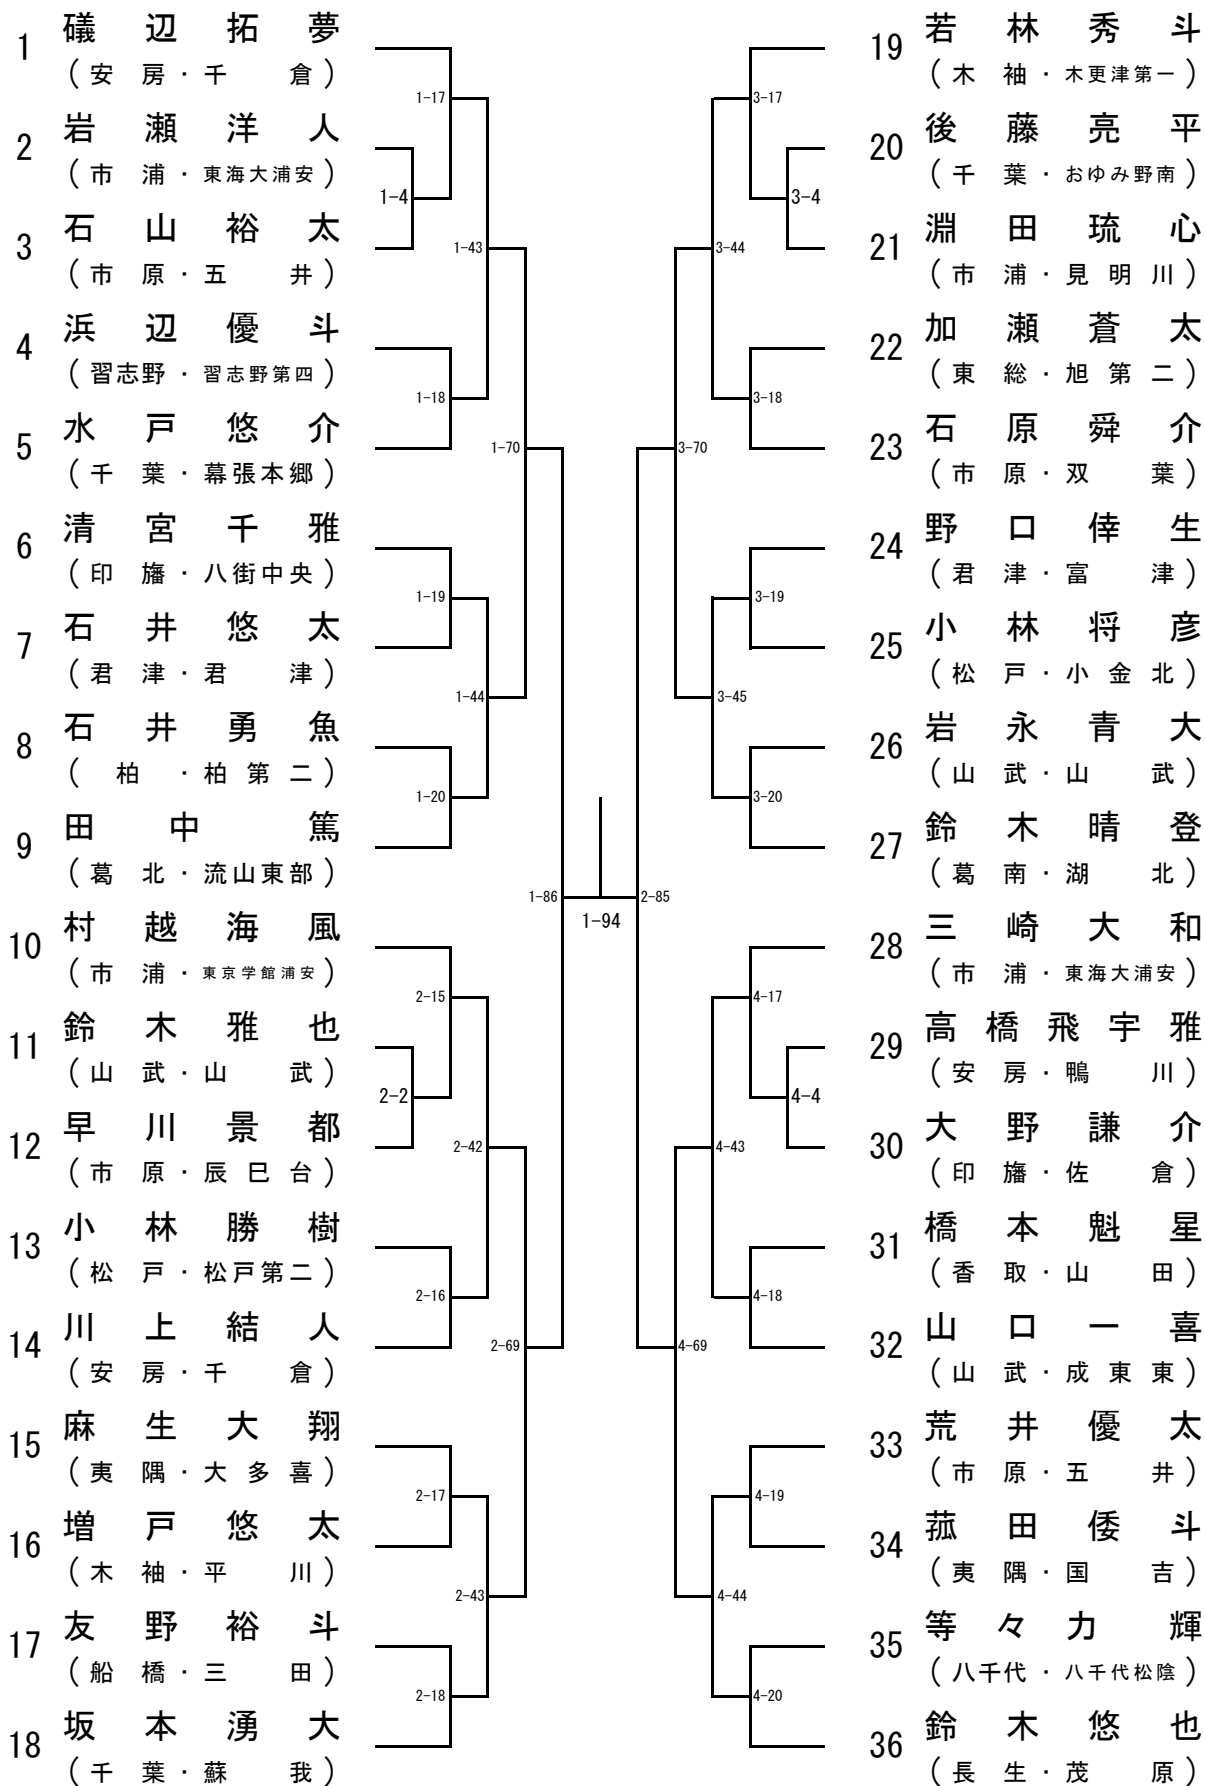 1 礒辺拓夢
（安房・千倉）
2 岩瀬洋人
（市浦・東海大浦安）
3 石山裕太
（市原・五井）
4 浜辺優斗
（習志野・習志野第四）
5 水戸悠介
（千葉・幕張本郷）
6 清宮千雅
（印旛・八街中央）
7 石井悠太
（君津・君津）
8 石井勇魚
（柏・柏第二）
9 田中篤
（葛北・流山東部）
10 村越海風
（市浦・東京学館浦安）
11 鈴木雅也
（山武・山武）
12 早川景都
（市原・辰巳台）
13 小林勝樹
（松戸・松戸第二）
14 川上結人
（安房・千倉）
15 麻生大翔
（夷隅・大多喜）
16 増戸悠太
（木袖・平川）
17 友野裕斗
（船橋・三田）
18 坂本湧大
（千葉・蘇我）
1-17
1-4
1-43
1-18
1-70
1-19
1-44
1-20
1-86
2-15
2-2
2-42
2-16
2-69
2-17
2-43
2-18
1-94
3-17
3-4
3-44
3-18
3-70
3-19
3-45
3-20
2-85
4-17
4-4
4-43
4-18
4-69
4-19
4-44
4-20
19 若林秀斗
（木袖・木更津第一）
20 後藤亮平
（千葉・おゆみ野南）
21 淵田琉心
（市浦・見明川）
22 加瀬蒼太
（東総・旭第二）
23 石原舜介
（市原・双葉）
24 野口倖生
（君津・富津）
25 小林将彦
（松戸・小金北）
26 岩永青大
（山武・山武）
27 鈴木晴登
（葛南・湖北）
28 三崎大和
（市浦・東海大浦安）
29 高橋飛宇雅
（安房・鴨川）
30 大野謙介
（印旛・佐倉）
31 橋本魁星
（香取・山田）
32 山口一喜
（山武・成東東）
33 荒井優太
（市原・五井）
34 菰田倭斗
（夷隅・国吉）
35 等々力輝
（八千代・八千代松陰）
36 鈴木悠也
（長生・茂原）